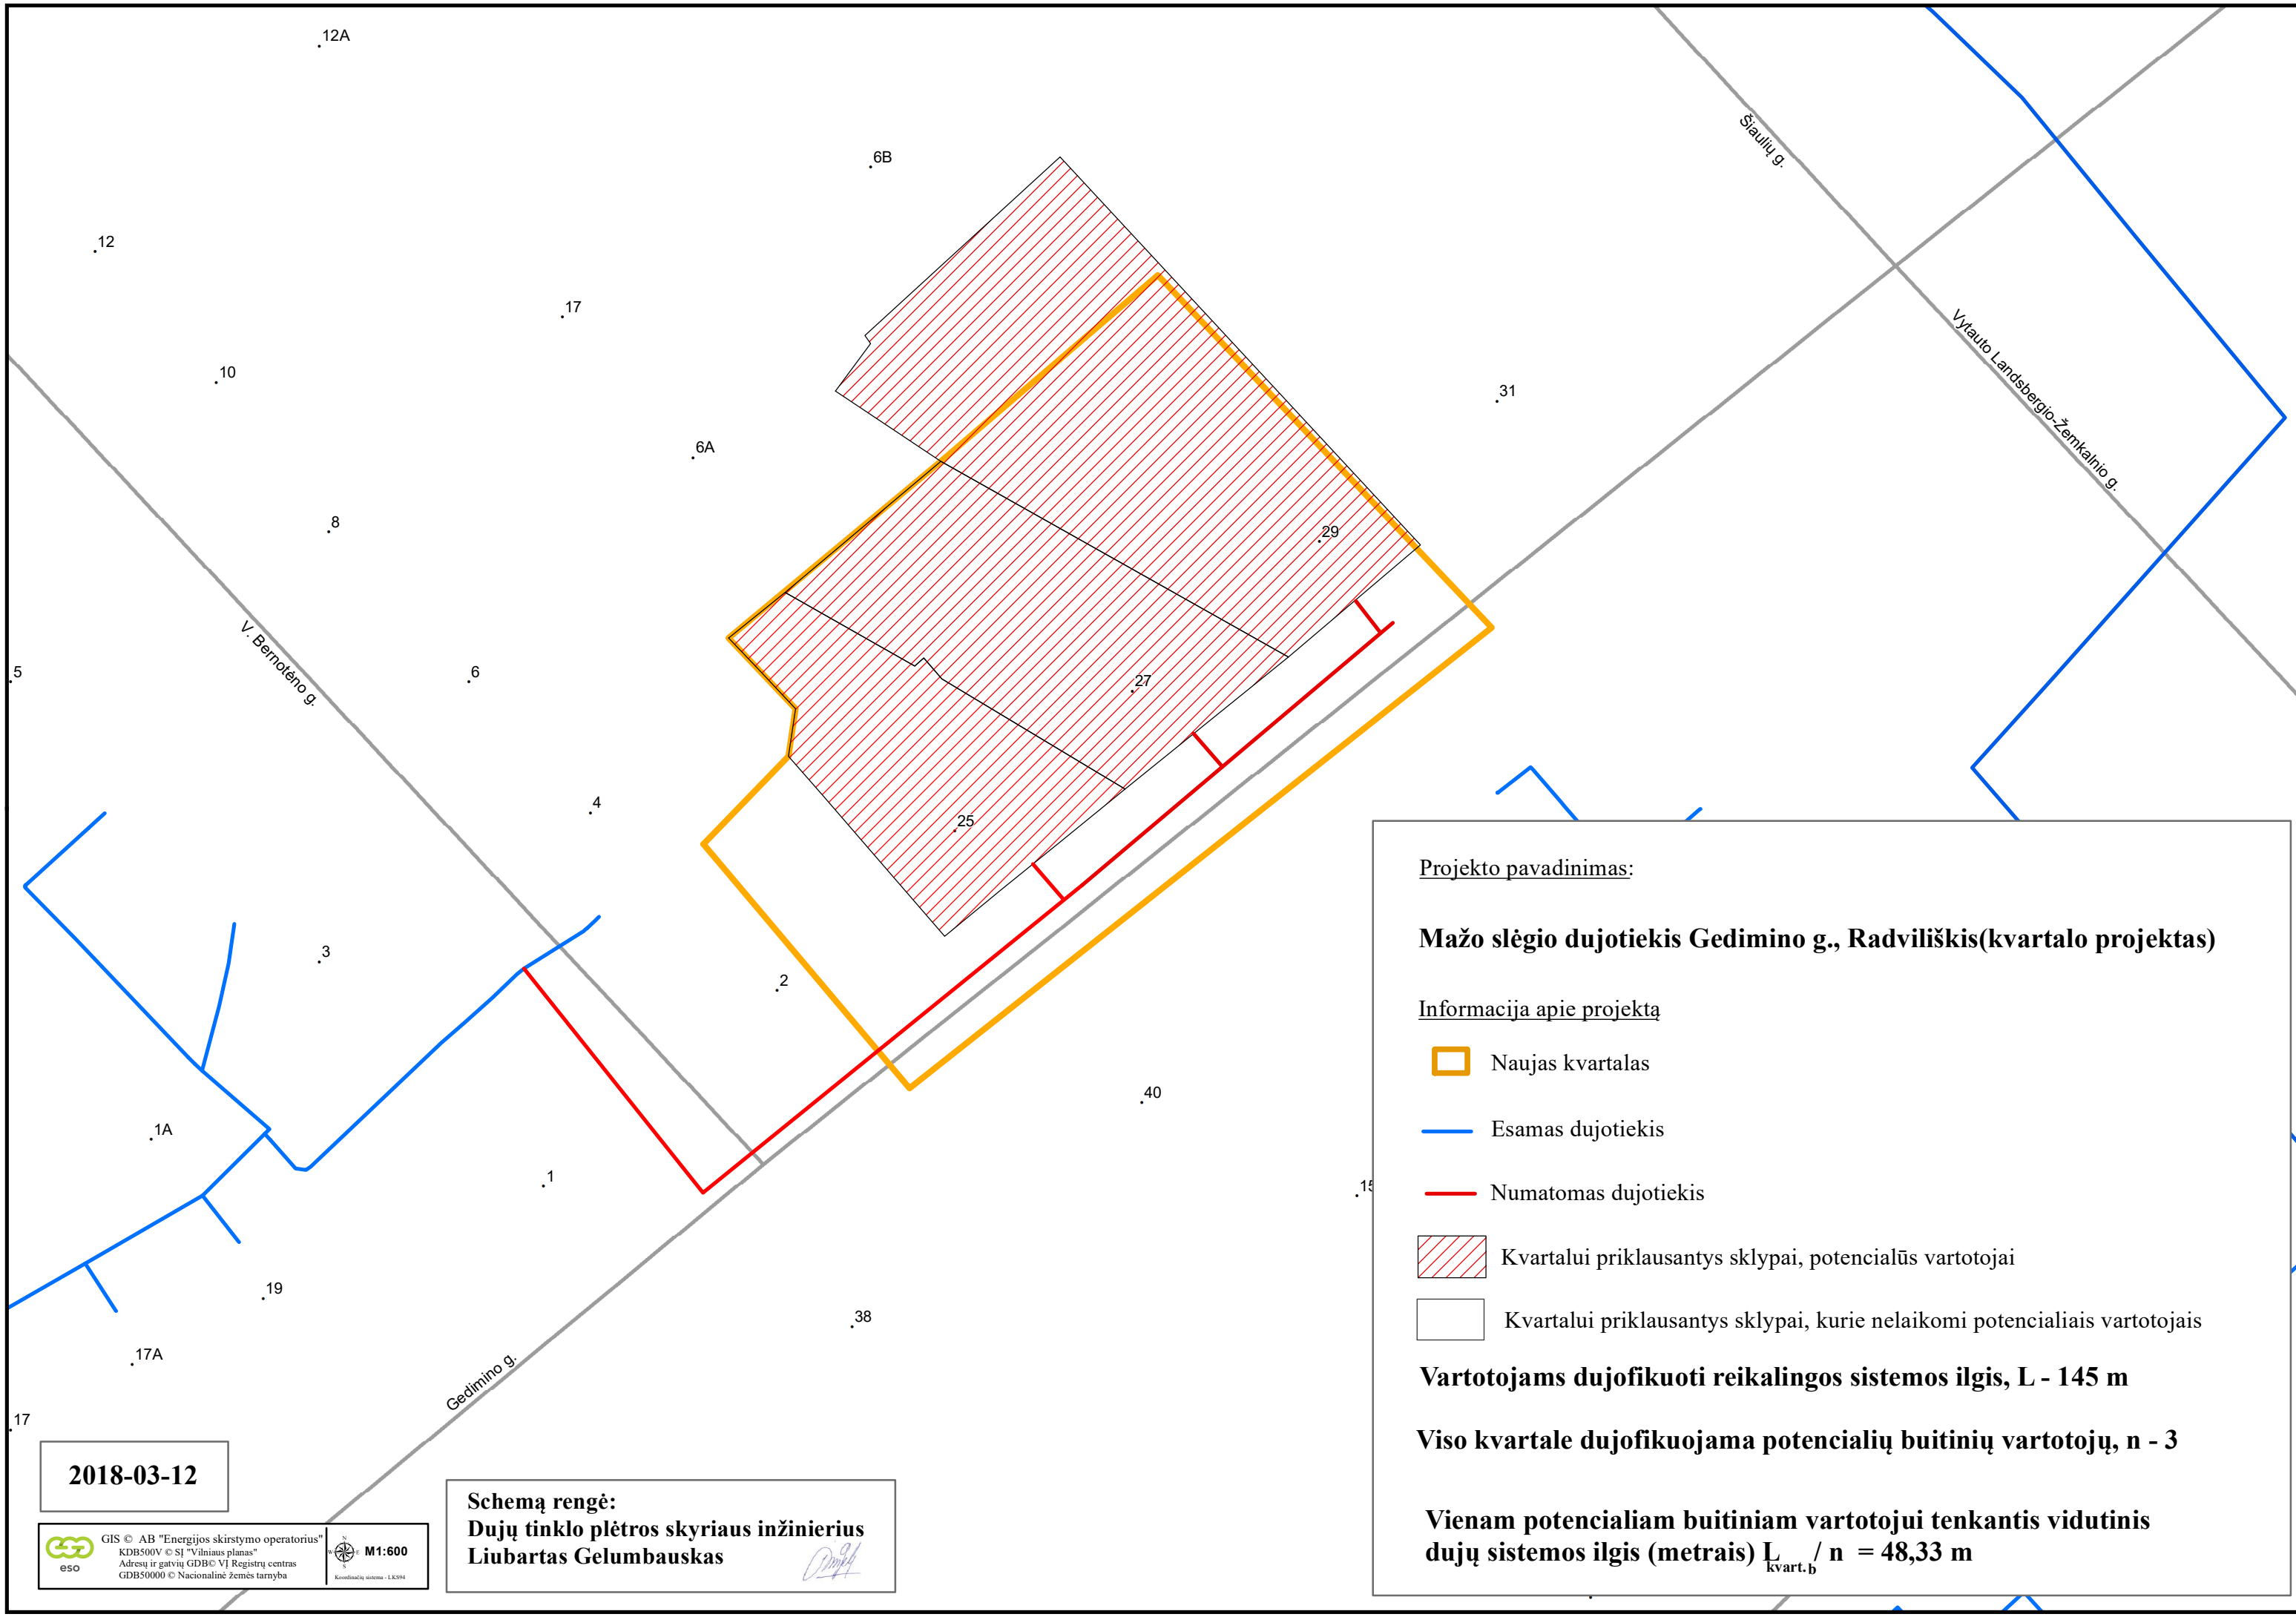 12A
6B
Šiaulių g.
12
17
10
31
Vytauto Landsbergio-Žemkalnio g.
6A
8
29
V. Bernotėno g.
5
6
27
4
25
3
2
40
1A
1
15
19
38
17A
Gedimino g.
17
Projekto pavadinimas:
Mažo slėgio dujotiekis Gedimino g., Radviliškis(kvartalo projektas)
Informacija apie projektą
Naujas kvartalas
Esamas dujotiekis
Numatomas dujotiekis
Kvartalui priklausantys sklypai, potencialūs vartotojai
Kvartalui priklausantys sklypai, kurie nelaikomi potencialiais vartotojais
Vartotojams dujofikuoti reikalingos sistemos ilgis, L - 145 m
Viso kvartale dujofikuojama potencialių buitinių vartotojų, n - 3
Vienam potencialiam buitiniam vartotojui tenkantis vidutinis
dujų sistemos ilgis (metrais) L kvart.b / n = 48,33 m
2018-03-12
Schemą rengė:
Dujų tinklo plėtros skyriaus inžinierius
Liubartas Gelumbauskas
eso
GIS © AB "Energijos skirstymo operatorius"
KDB500V © SĮ "Vilniaus planas"
Adresų ir gatvių GDB© VĮ Registrų centras
GDB50000 © Nacionalinė žemės tarnyba
N
W
E
S
M1:600
Koordinačių sistema - LKS94